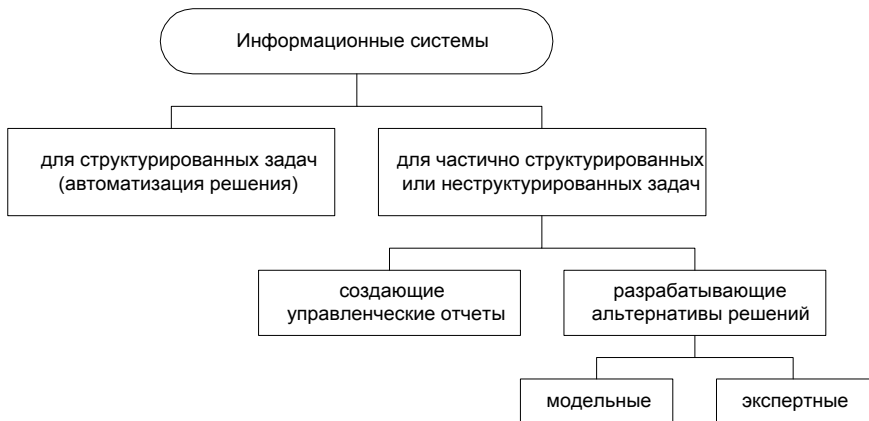 Информационные системы
для структурированных задач
(автоматизация решения)
для частично структурированных
или неструктурированных задач
создающие
управленческие отчеты
разрабатывающие
альтернативы решений
модельные
экспертные